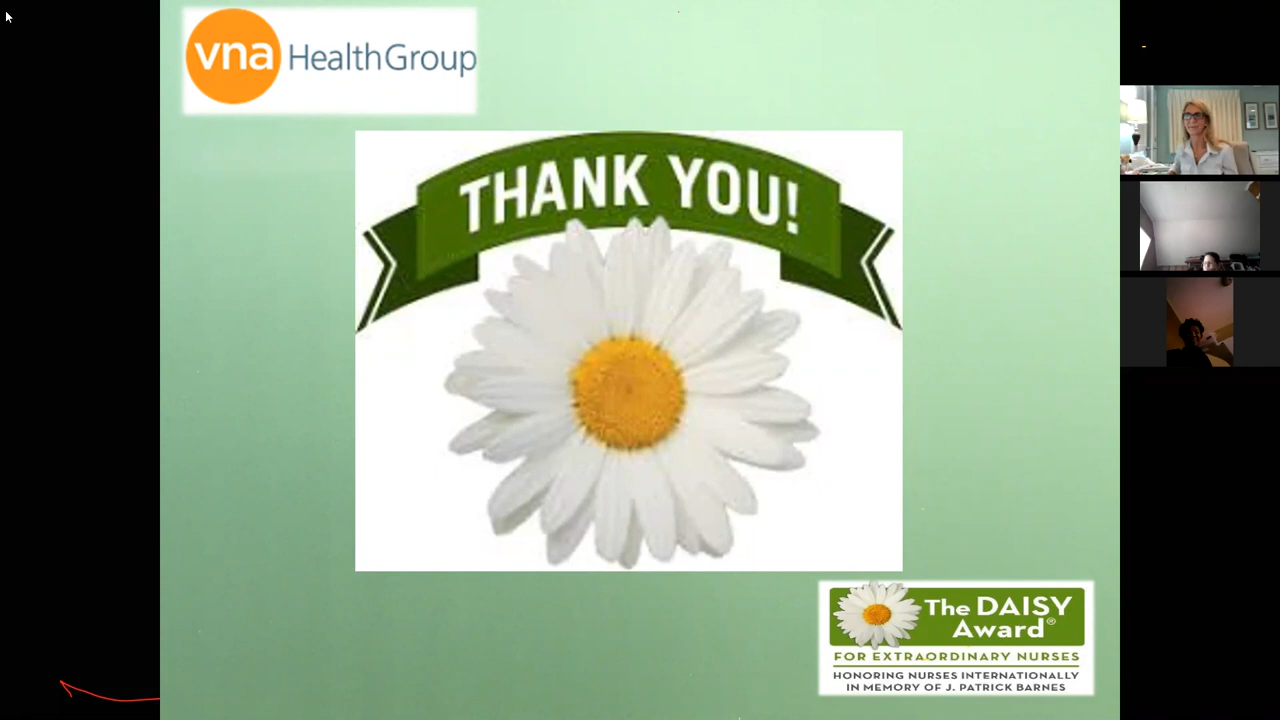 vna HealthGroup
THANK YOU!
The DAISY
Award®
FOR EXTRAORDINARY NURSES
HONORING NURSES INTERNATIONALLY
IN MEMORY OF J. PATRICK BARNES